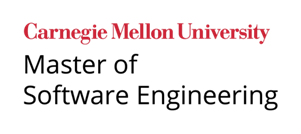 Carnegie Mellon University
Master of
Software Engineering